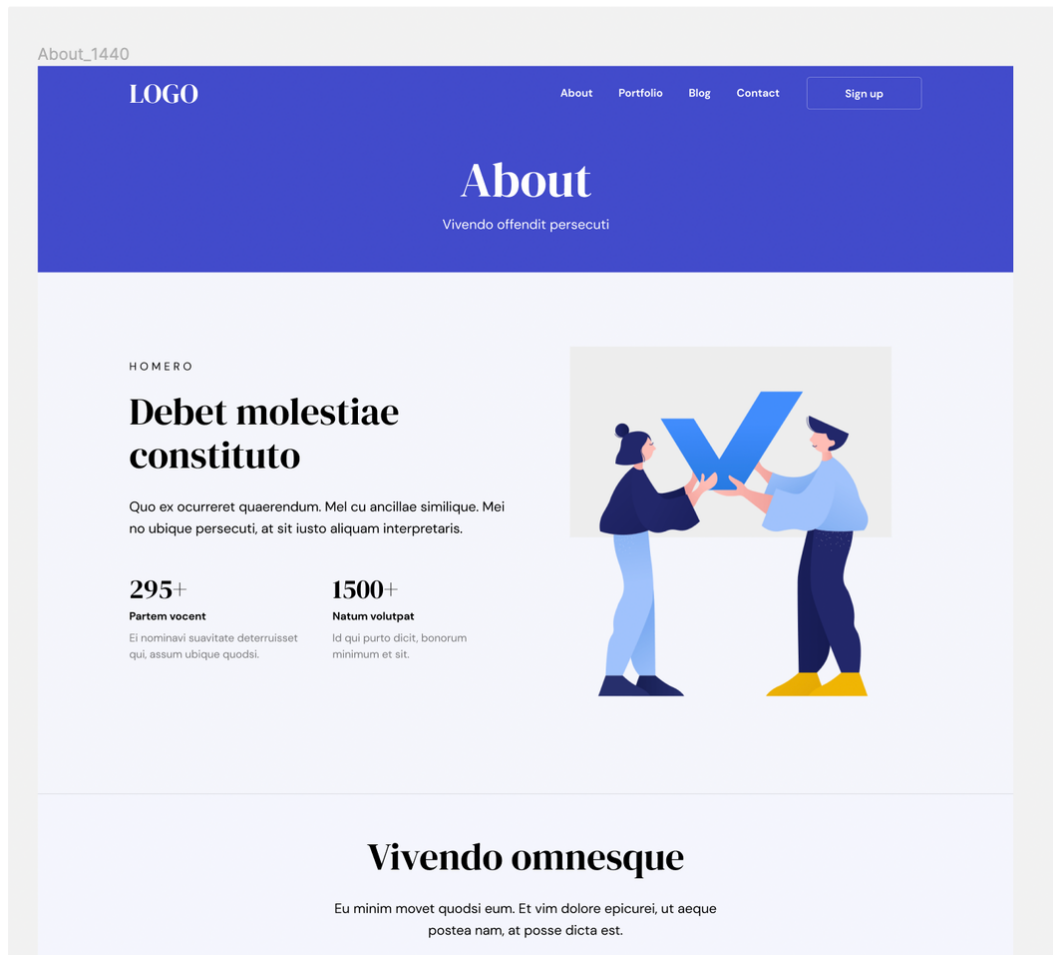 About_1440
LOGO
About
Portfolio
Blog
Contact
Sign up
About
Vivendo offendit persecuti
HOMERO
Debet molestiae
constituto
Quo ex ocurreret quaerendum. Mel cu ancillae similique. Mei
no ubique persecuti, at sit iusto aliquam interpretaris.
295+
Partem vocent
Ei nominavi suavitate deterruisset
qui, assum ubique quodsi.
1500+
Natum volutpat
Id qui purto dicit, bonorum
minimum et sit.
Vivendo omnesque
Eu minim movet quodsi eum. Et vim dolore epicurei, ut aeque
postea nam, at posse dicta est.